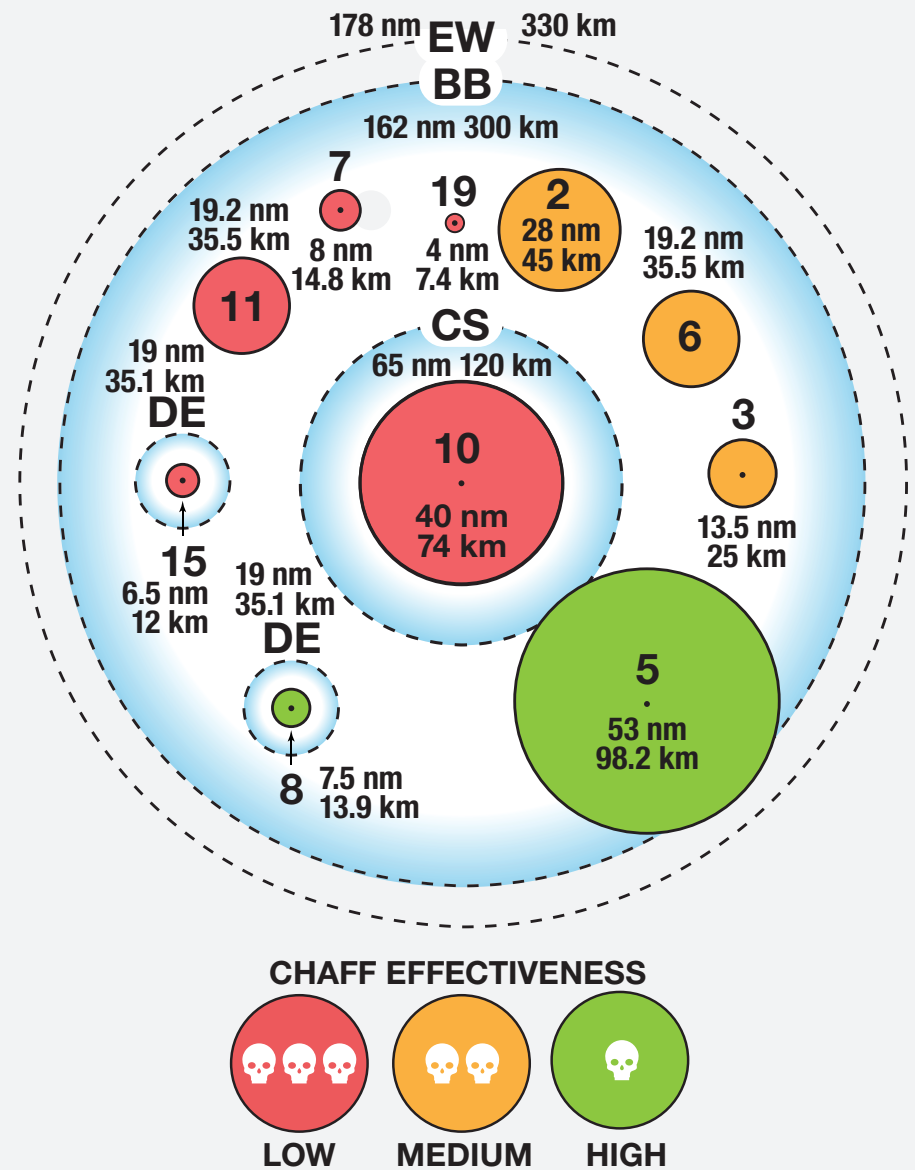 178 nm EW 330 km
BB
162 nm 300 km
7
8 nm
14.8 km
19
4 nm
7.4 km
2
28 nm
45 km
19.2 nm
35.5 km
11
19.2 nm
35.5 km
6
CS
65 nm 120 km
10
40 nm
74 km
19 nm
35.1 km
DE
15
6.5 nm
12 km
3
13.5 nm
25 km
19 nm
35.1 km
DE
8
7.5 nm
13.9 km
5
53 nm
98.2 km
CHAFF EFFECTIVENESS
LOW MEDIUM HIGH